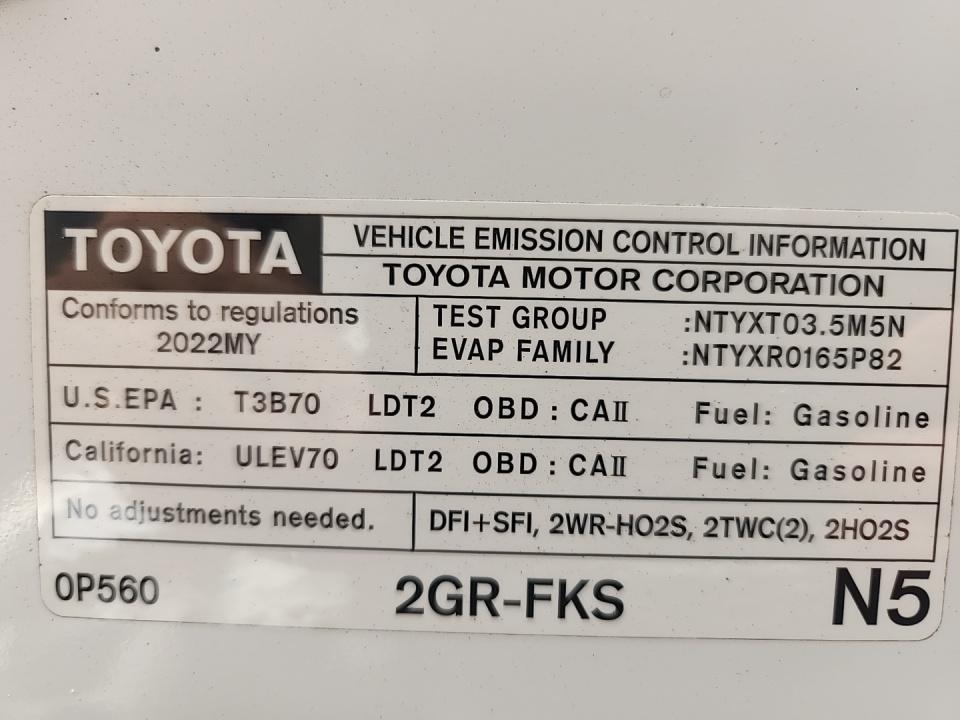 TOYOTA
VEHICLE EMISSION CONTROL INFORMATION
TOYOTA MOTOR CORPORATION
Conforms to regulations
2022MY
TEST GROUP :NTYXT03.5M5N
EVAP FAMILY :NTYXR0165P82
U.S.EPA : T3B70 LDT2 OBD : CAII Fuel: Gasoline
California: ULEV70 LDT2 OBD : CAII Fuel: Gasoline
No adjustments needed.
DFI+SFI, 2WR-HO2S, 2TWC(2), 2HO2S
0P560 2GR-FKS N5